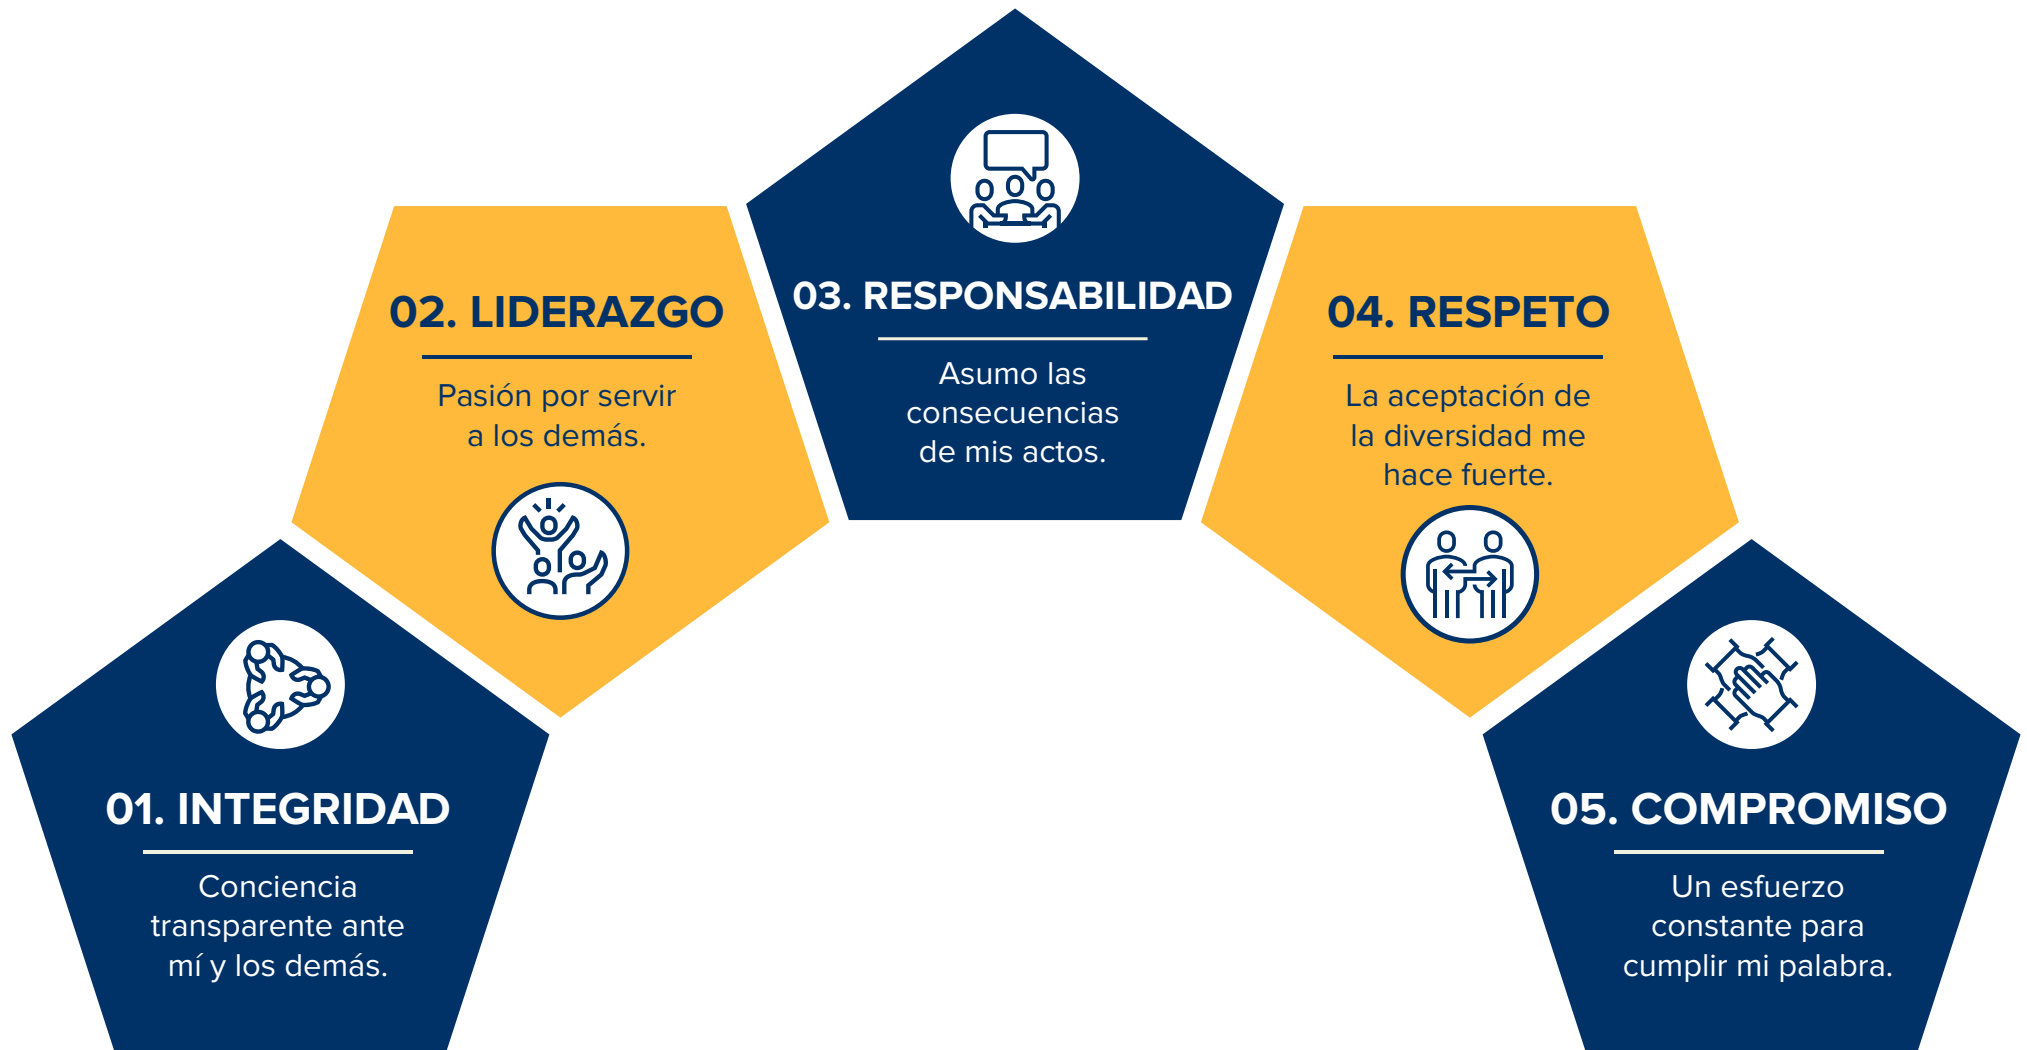 01. INTEGRIDAD
Conciencia
transparente ante
mí y los demás.
02. LIDERAZGO
Pasión por servir
a los demás.
03. RESPONSABILIDAD
Asumo las
consecuencias
de mis actos.
04. RESPETO
La aceptación de
la diversidad me
hace fuerte.
05. COMPROMISO
Un esfuerzo
constante para
cumplir mi palabra.